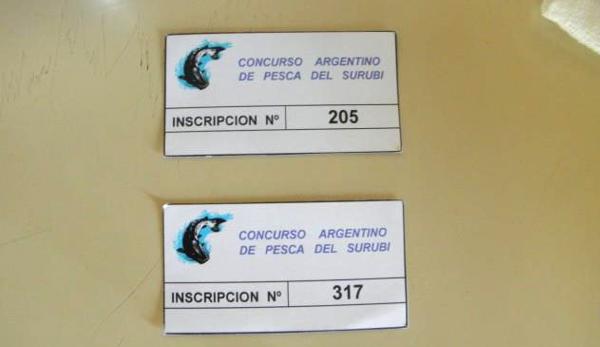 CONCURSO ARGENTINO
DE PESCA DEL SURUBI
INSCRIPCION Nº 205
CONCURSO ARGENTINO
DE PESCA DEL SURUBI
INSCRIPCION Nº 317